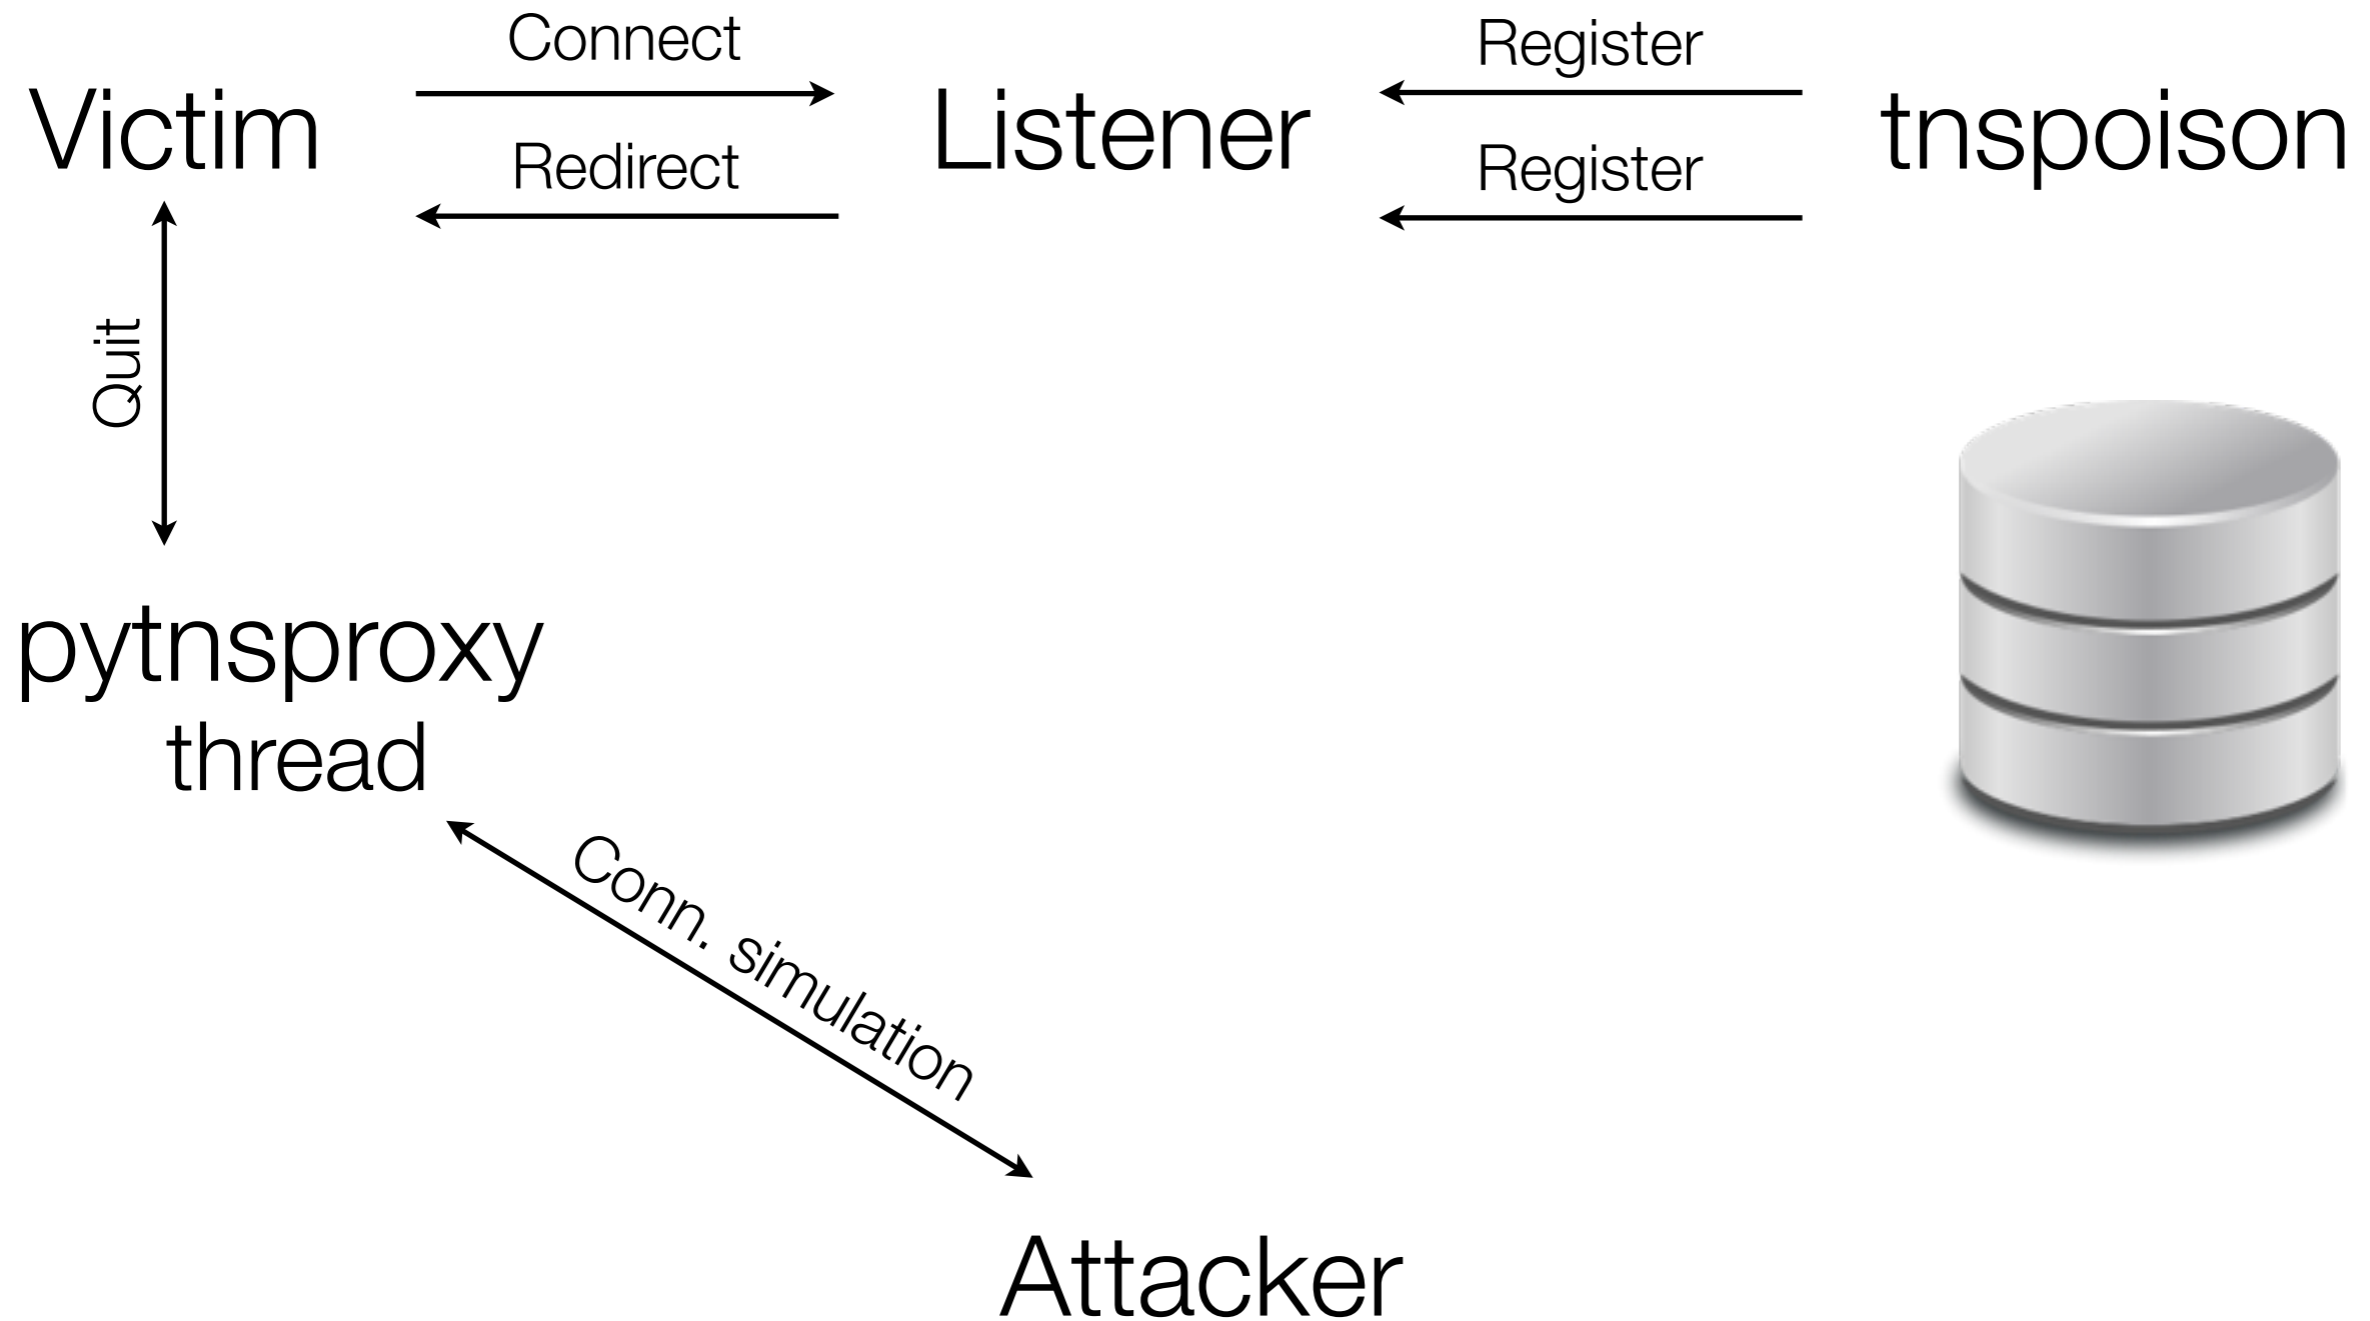 Connect
Register
Victim
Listener
tnspoison
Redirect
Register
Quit
pytnsproxy
thread
Conn. simulation
Attacker